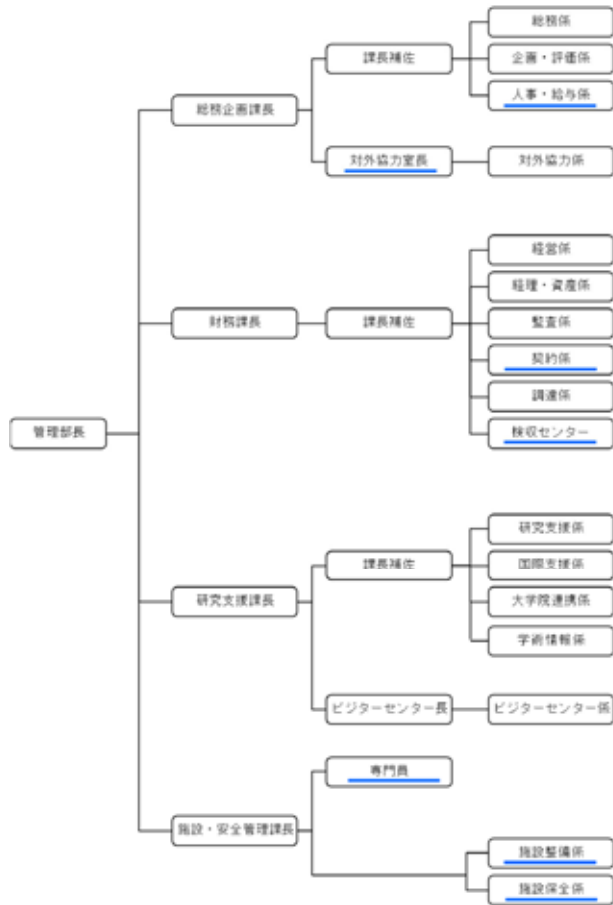 管理部長
総務企画課長
課長補佐
総務係
企画・評価係
人事・給与係
対外協力室長
対外協力係
財務課長
課長補佐
経営係
経理・資産係
監査係
契約係
調達係
検収センター
研究支援課長
課長補佐
研究支援係
国際支援係
大学院連携係
学術情報係
ビジターセンター長
ビジターセンター係
施設・安全管理課長
専門員
施設整備係
施設保全係